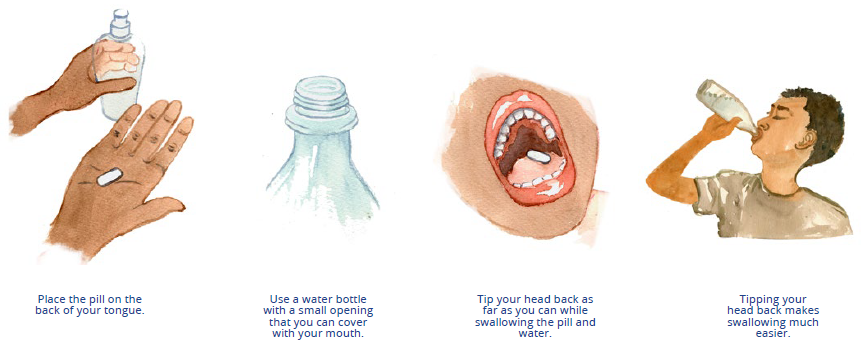 Place the pill on the
back of your tongue.
Use a water bottle
with a small opening
that you can cover
with your mouth.
Tip your head back as
far as you can while
swallowing the pill and
water.
Tipping your
head back makes
swallowing much
easier.